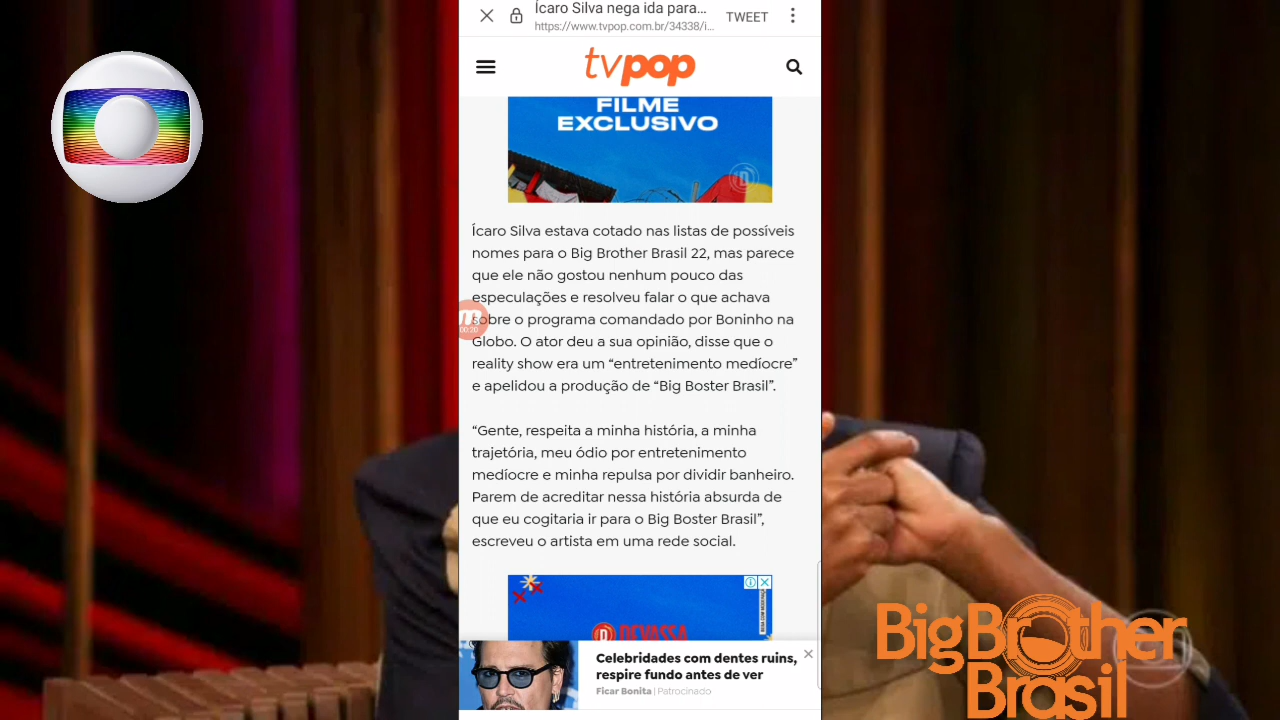 Ícaro Silva nega ida para...
https://www.tvpop.com.br/34338/i...
TWEET
tvpop
FILME
EXCLUSIVO
Ícaro Silva estava cotado nas listas de possíveis
nomes para o Big Brother Brasil 22, mas parece
que ele não gostou nenhum pouco das
especulações e resolveu falar o que achava
sobre o programa comandado por Boninho na
Globo. O ator deu a sua opinião, disse que o
reality show era um “entretenimento medíocre”
e apelidou a produção de “Big Boster Brasil”.
00:20
“Gente, respeita a minha história, a minha
trajetória, meu ódio por entretenimento
medíocre e minha repulsa por dividir banheiro.
Parem de acreditar nessa história absurda de
que eu cogitaria ir para o Big Boster Brasil”,
escreveu o artista em uma rede social.
DEVASSA
Celebridades com dentes ruins,
respire fundo antes de ver
Ficar Bonita | Patrocinado
Big Brother
Brasil